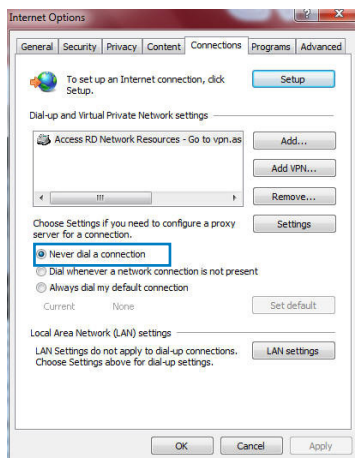 Internet Options
General Security Privacy Content Connections Programs Advanced
To set up an Internet connection, click
Setup.
Setup
Dial-up and Virtual Private Network settings
Access RD Network Resources - Go to vpn.as
Add...
Add VPN...
Remove...
Choose Settings if you need to configure a proxy
server for a connection.
Settings
Never dial a connection
Dial whenever a network connection is not present
Always dial my default connection
Current None
Set default
Local Area Network (LAN) settings
LAN Settings do not apply to dial-up connections.
Choose Settings above for dial-up settings.
LAN settings
OK Cancel Apply